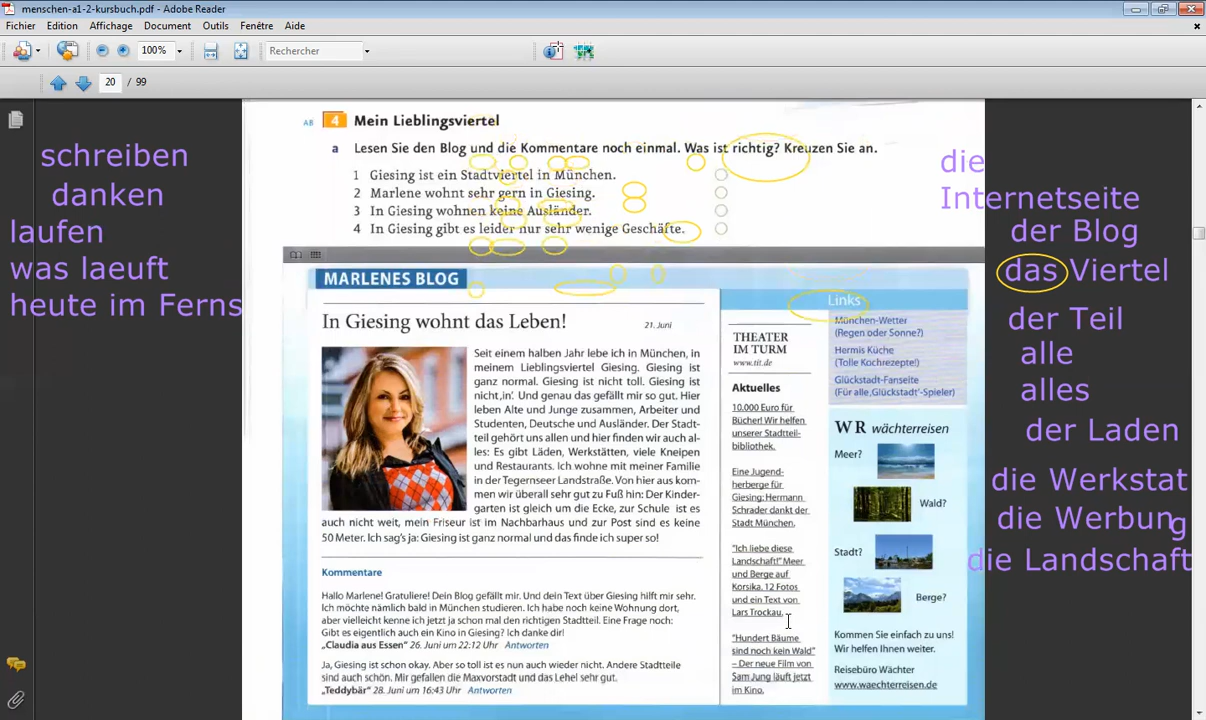 menschen-a1-2-kursbuch.pdf - Adobe Reader
Fichier Edition Affichage Document Outils Fenêtre Aide
100% Rechercher
20 / 99
schreiben
danken
laufen
was laeuft
heute im Ferns
AB 4 Mein Lieblingsviertel
a Lesen Sie den Blog und die Kommentare noch einmal. Was ist richtig? Kreuzen Sie an.
1 Giesing ist ein Stadtviertel in München.
2 Marlene wohnt sehr gern in Giesing.
3 In Giesing wohnen keine Ausländer.
4 In Giesing gibt es leider nur sehr wenige Geschäfte.
MARLENES BLOG
In Giesing wohnt das Leben!
21. Juni
Seit einem halben Jahr lebe ich in München, in
meinem Lieblingsviertel Giesing. Giesing ist
ganz normal. Giesing ist nicht toll. Giesing ist
nicht ‚in'. Und genau das gefällt mir so gut. Hier
leben Alte und Junge zusammen, Arbeiter und
Studenten, Deutsche und Ausländer. Der Stadt-
teil gehört uns allen und hier finden wir auch al-
les: Es gibt Läden, Werkstätten, viele Kneipen
und Restaurants. Ich wohne mit meiner Familie
in der Tegernseer Landstraße. Von hier aus kom-
men wir überall sehr gut zu Fuß hin: Der Kinder-
garten ist gleich um die Ecke, zur Schule ist es
auch nicht weit, mein Friseur ist im Nachbarhaus und zur Post sind es keine
50 Meter. Ich sag's ja: Giesing ist ganz normal und das finde ich super so!
Kommentare
Hallo Marlene! Gratuliere! Dein Blog gefällt mir. Und dein Text über Giesing hilft mir sehr.
Ich möchte nämlich bald in München studieren. Ich habe noch keine Wohnung dort,
aber vielleicht kenne ich jetzt ja schon mal den richtigen Stadtteil. Eine Frage noch:
Gibt es eigentlich auch ein Kino in Giesing? Ich danke dir!
„Claudia aus Essen" 26. Juni um 22:12 Uhr Antworten
Ja, Giesing ist schon okay. Aber so toll ist es nun auch wieder nicht. Andere Stadtteile
sind auch schön. Mir gefallen die Maxvorstadt und das Lehel sehr gut.
„Teddybär" 28. Juni um 16:43 Uhr Antworten
THEATER
IM TURM
www.tit.de
Aktuelles
10.000 Euro für
Bücher! Wir helfen
unserer Stadtteil-
bibliothek.
Eine Jugend-
herberge für
Giesing: Hermann
Schrader dankt der
Stadt München.
"Ich liebe diese
Landschaft!" Meer
und Berge auf
Korsika. 12 Fotos
und ein Text von
Lars Trockau.
"Hundert Bäume
sind noch kein Wald"
– Der neue Film von
Sam Jung läuft jetzt
im Kino.
Links
München-Wetter
(Regen oder Sonne?)
Hermis Küche
(Tolle Kochrezepte!)
Glückstadt-Fanseite
(Für alle ‚Glückstadt'-Spieler)
WR wächterreisen
Meer?
Wald?
Stadt?
Berge?
Kommen Sie einfach zu uns!
Wir helfen Ihnen weiter.
Reisebüro Wächter
www.waechterreisen.de
die
Internetseite
der Blog
das Viertel
der Teil
alle
alles
der Laden
die Werkstat
die Werbung
die Landschaft